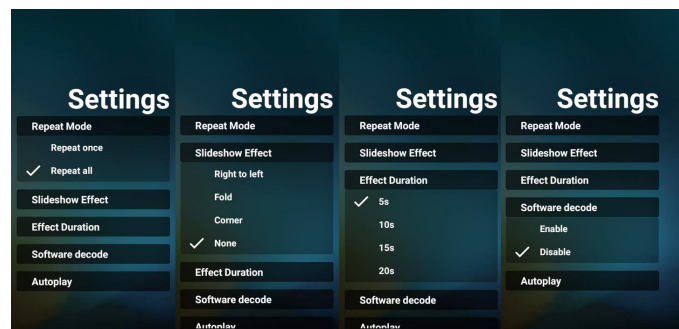 Settings
Repeat Mode
Repeat once
Repeat all
Slideshow Effect
Effect Duration
Software decode
Autoplay
Settings
Repeat Mode
Slideshow Effect
Right to left
Fold
Corner
None
Effect Duration
Software decode
Autoplay
Settings
Repeat Mode
Slideshow Effect
Effect Duration
5s
10s
15s
20s
Software decode
Autoplay
Settings
Repeat Mode
Slideshow Effect
Effect Duration
Software decode
Enable
Disable
Autoplay